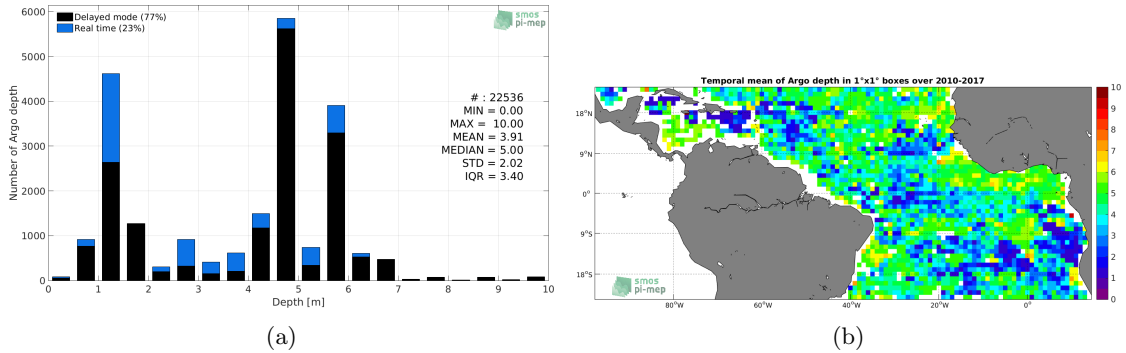 Delayed mode (77%)
Real time (23%)
smos
pi-mep
Number of Argo depth
6000
5000
4000
3000
2000
1000
0
# : 22536
MIN = 0.00
MAX = 10.00
MEAN = 3.91
MEDIAN = 5.00
STD = 2.02
IQR = 3.40
0 1 2 3 4 5 6 7 8 9 10
Depth [m]
(a)
Temporal mean of Argo depth in 1°x1° boxes over 2010-2017
18°N
9°N
0°
9°S
18°S
80°W 60°W 40°W 20°W 0°
smos
pi-mep
10
9
8
7
6
5
4
3
2
1
0
(b)